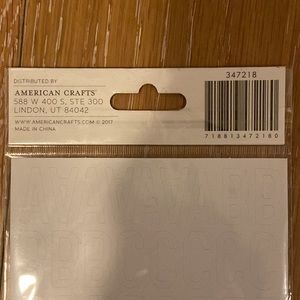 DISTRIBUTED BY
AMERICAN CRAFTS
588 W 400 S, STE 300
LINDON, UT 84042
WWW.AMERICANCRAFTS.COM © 2017
MADE IN CHINA
347218
718813472180